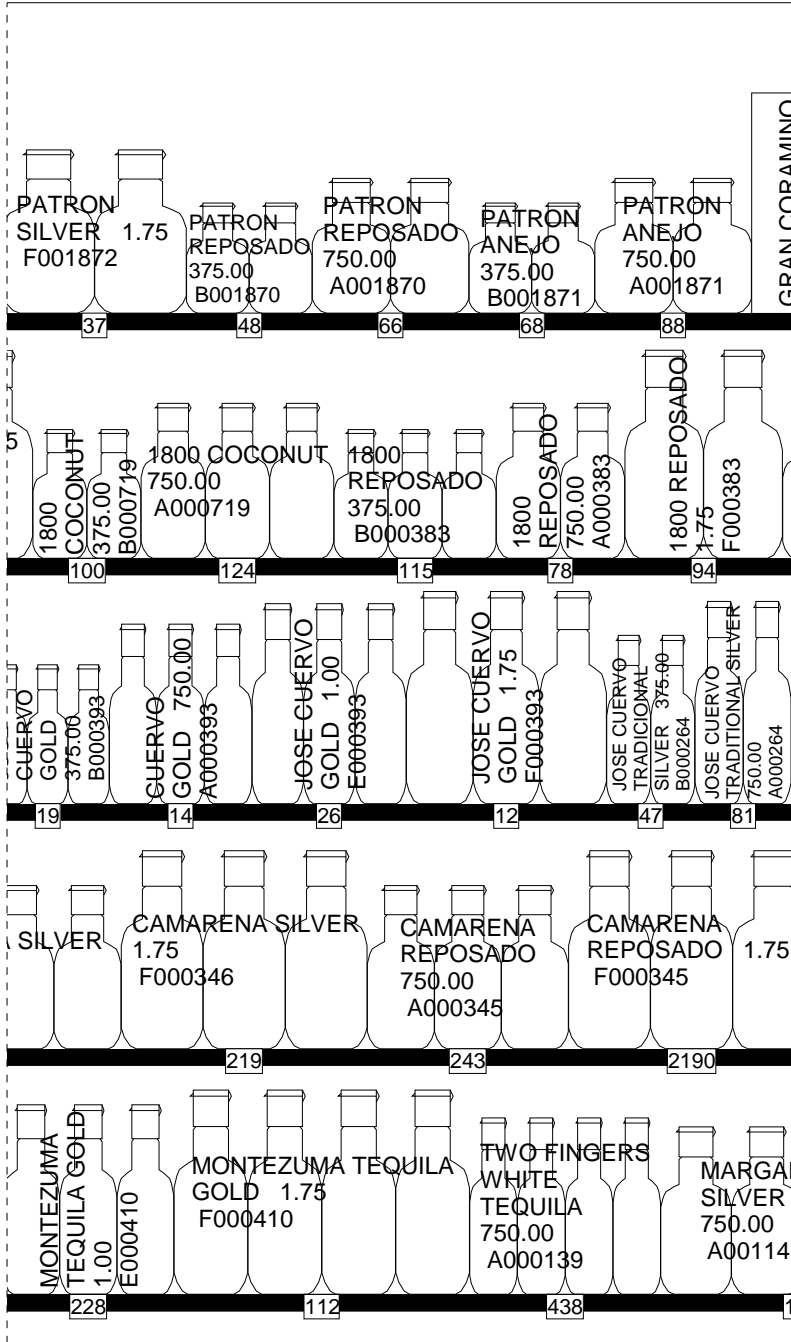 PATRON
SILVER 1.75
F001872
PATRON
REPOSADO
375.00
B001870
PATRON
REPOSADO
750.00
A001870
PATRON
ANEJO
375.00
B001871
PATRON
ANEJO
750.00
A001871
GRAN CORAMINO
37
48
66
68
88
5
1800
COCONUT
375.00
B000719
1800 COCONUT
750.00
A000719
1800
REPOSADO
375.00
B000383
1800
REPOSADO
750.00
A000383
1800 REPOSADO
1.75
F000383
100
124
115
78
94
CUERVO
GOLD
375.00
B000393
CUERVO
GOLD 750.00
A000393
JOSE CUERVO
GOLD 1.00
E000393
JOSE CUERVO
GOLD 1.75
F000393
JOSE CUERVO
TRADICIONAL
SILVER 375.00
B000264
JOSE CUERVO
TRADITIONAL SILVER
750.00
A000264
19
14
26
12
47
81
A SILVER
CAMARENA SILVER
1.75
F000346
CAMARENA
REPOSADO
750.00
A000345
CAMARENA
REPOSADO 1.75
F000345
219
243
2190
MONTEZUMA
TEQUILA GOLD
1.00
E000410
MONTEZUMA TEQUILA
GOLD 1.75
F000410
TWO FINGERS
WHITE
TEQUILA
750.00
A000139
MARGA
SILVER
750.00
A00114
228
112
438
1